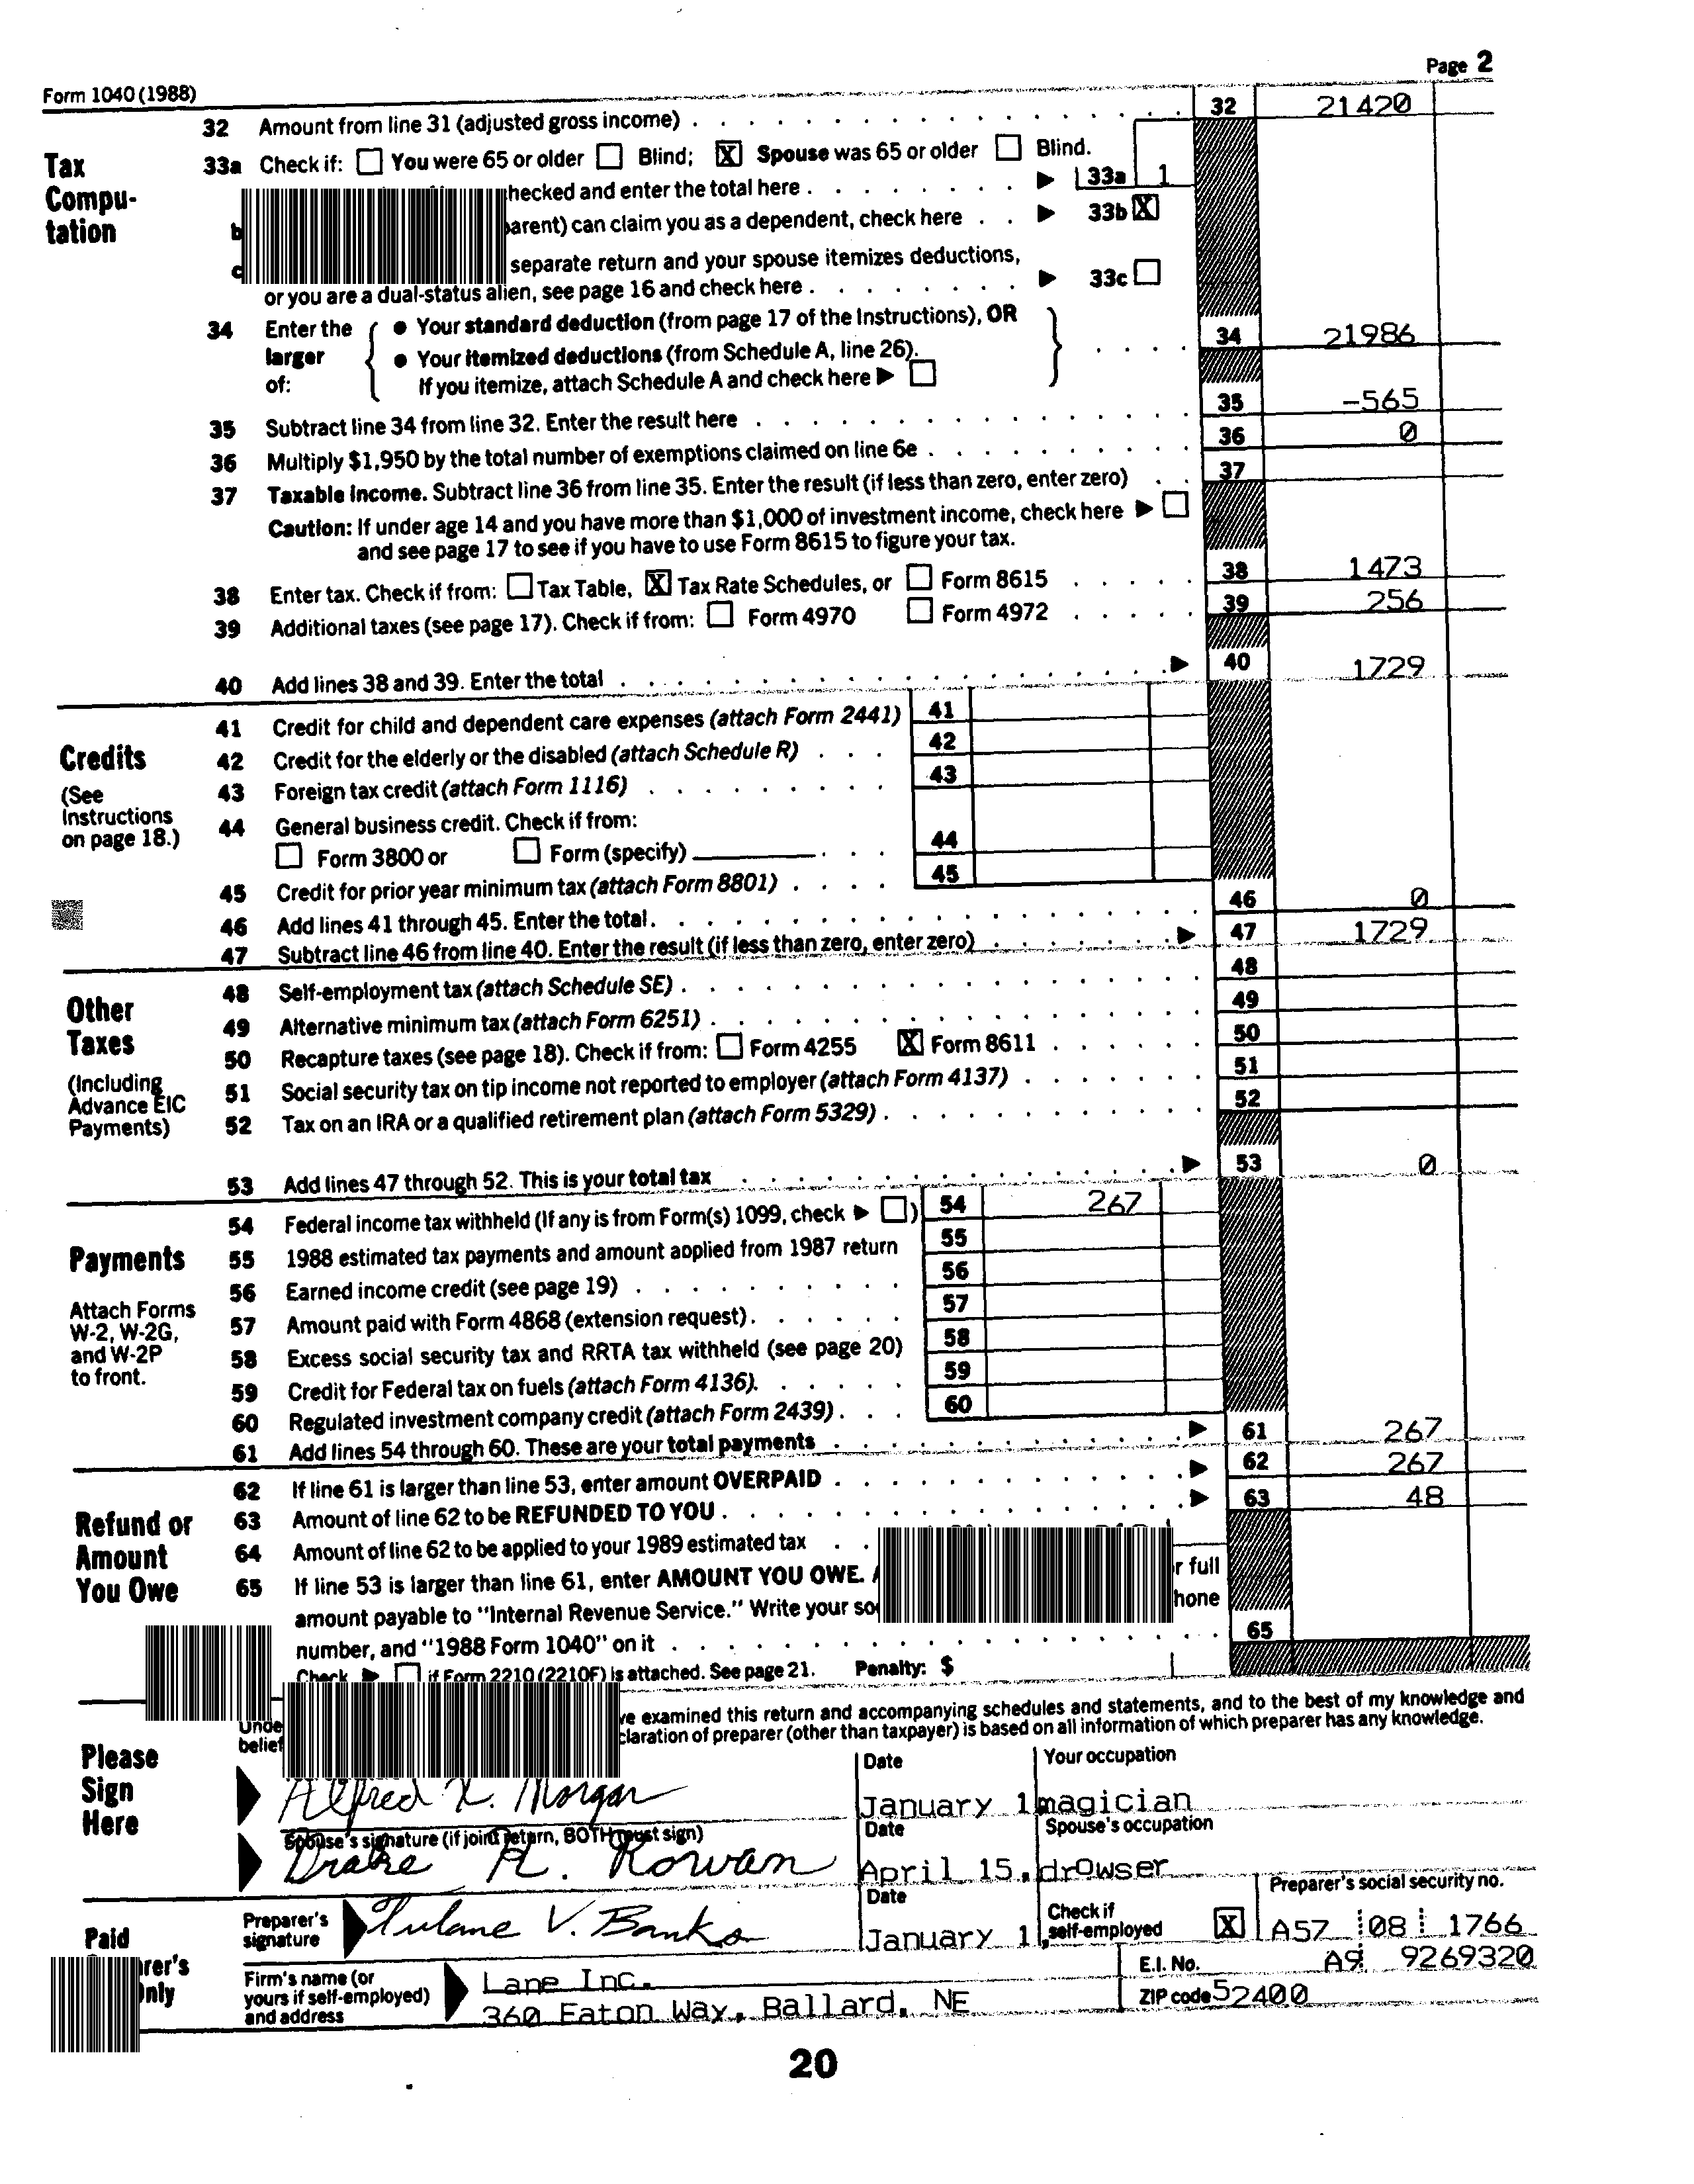 Page 2
Form 1040 (1988)
32 Amount from line 31 (adjusted gross income) 32 21420
Tax Computation
33a Check if: You were 65 or older Blind; X Spouse was 65 or older Blind.
hecked and enter the total here 33a 1
b parent) can claim you as a dependent, check here 33b X
c separate return and your spouse itemizes deductions,
or you are a dual-status alien, see page 16 and check here 33c
34 Enter the larger of: • Your standard deduction (from page 17 of the Instructions), OR
• Your itemized deductions (from Schedule A, line 26). 34 21986
If you itemize, attach Schedule A and check here
35 Subtract line 34 from line 32. Enter the result here 35 -565
36 Multiply $1,950 by the total number of exemptions claimed on line 6e 36 0
37 Taxable income. Subtract line 36 from line 35. Enter the result (if less than zero, enter zero) 37
Caution: If under age 14 and you have more than $1,000 of investment income, check here
and see page 17 to see if you have to use Form 8615 to figure your tax.
38 Enter tax. Check if from: Tax Table, X Tax Rate Schedules, or Form 8615 38 1473
39 Additional taxes (see page 17). Check if from: Form 4970 Form 4972 39 256
40 Add lines 38 and 39. Enter the total 40 1729
Credits
(See Instructions on page 18.)
41 Credit for child and dependent care expenses (attach Form 2441) 41
42 Credit for the elderly or the disabled (attach Schedule R) 42
43 Foreign tax credit (attach Form 1116) 43
44 General business credit. Check if from:
Form 3800 or Form (specify) 44
45 Credit for prior year minimum tax (attach Form 8801) 45
46 Add lines 41 through 45. Enter the total 46 0
47 Subtract line 46 from line 40. Enter the result (if less than zero, enter zero) 47 1729
Other Taxes
(Including Advance EIC Payments)
48 Self-employment tax (attach Schedule SE) 48
49 Alternative minimum tax (attach Form 6251) 49
50 Recapture taxes (see page 18). Check if from: Form 4255 X Form 8611 50
51 Social security tax on tip income not reported to employer (attach Form 4137) 51
52 Tax on an IRA or a qualified retirement plan (attach Form 5329) 52
53 Add lines 47 through 52. This is your total tax 53 0
Payments
Attach Forms W-2, W-2G, and W-2P to front.
54 Federal income tax withheld (If any is from Form(s) 1099, check ) 54 267
55 1988 estimated tax payments and amount applied from 1987 return 55
56 Earned income credit (see page 19) 56
57 Amount paid with Form 4868 (extension request) 57
58 Excess social security tax and RRTA tax withheld (see page 20) 58
59 Credit for Federal tax on fuels (attach Form 4136) 59
60 Regulated investment company credit (attach Form 2439) 60
61 Add lines 54 through 60. These are your total payments 61 267
62 If line 61 is larger than line 53, enter amount OVERPAID 62 267
Refund or Amount You Owe
63 Amount of line 62 to be REFUNDED TO YOU 63 48
64 Amount of line 62 to be applied to your 1989 estimated tax
65 If line 53 is larger than line 61, enter AMOUNT YOU OWE. r full
amount payable to "Internal Revenue Service." Write your so hone
number, and "1988 Form 1040" on it 65
Check if Form 2210 (2210F) is attached. See page 21. Penalty: $
Unde ve examined this return and accompanying schedules and statements, and to the best of my knowledge and
belief claration of preparer (other than taxpayer) is based on all information of which preparer has any knowledge.
Please Sign Here
Date Your occupation
Alfred X. Morgan January 1 magician
Spouse's signature (if joint return, BOTH must sign) Date Spouse's occupation
Drake A. Rowan April 15, drowser
Paid rer's Only
Preparer's signature Tulane V. Banks Date January 1, Check if self-employed X Preparer's social security no. A57 08 1766
Firm's name (or yours if self-employed) and address Lane Inc. E.I. No. A9 9269320
360 Eaton Way, Ballard, NE ZIP code 52400
20